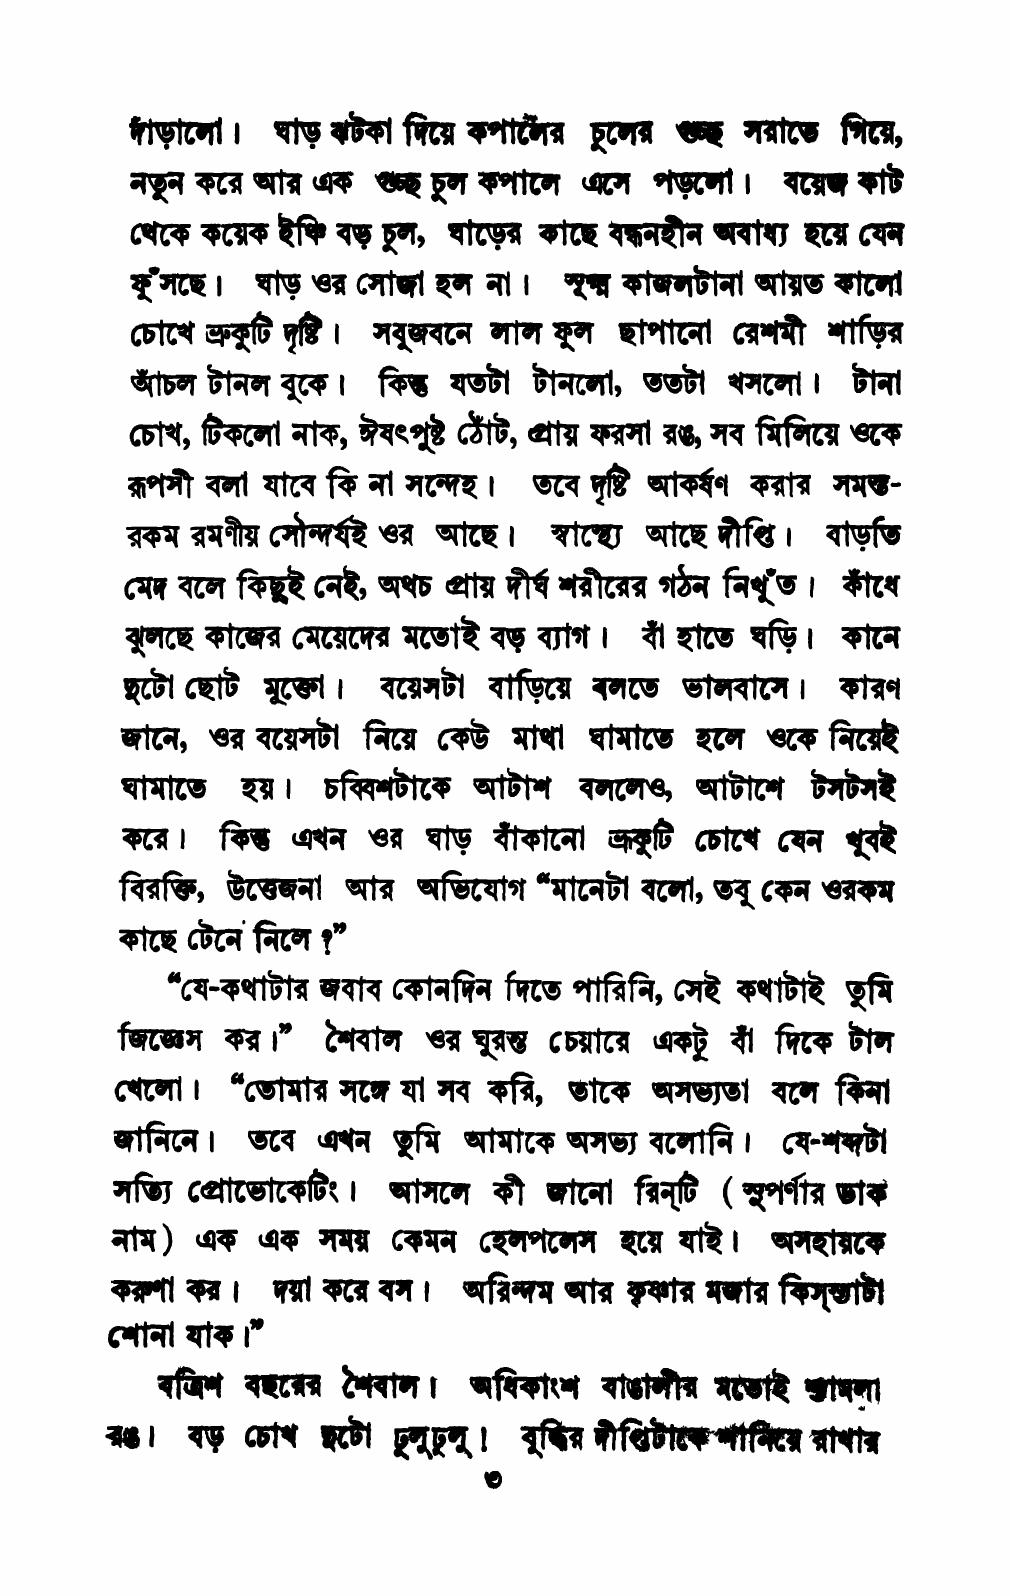 দাঁড়ালো। ঘাড় ঝটকা দিয়ে কপালের চুলের গুচ্ছ সরাতে গিয়ে,
নতুন করে আর এক গুচ্ছ চুল কপালে এসে পড়লো। বয়েজ কাট
থেকে কয়েক ইঞ্চি বড় চুল, ঘাড়ের কাছে বন্ধনহীন অবাধ্য হয়ে যেন
ফুঁসছে। ঘাড় ওর সোজা হল না। সূক্ষ্ম কাজলটানা আয়ত কালো
চোখে ভ্রুকুটি দৃষ্টি। সবুজবনে লাল ফুল ছাপানো রেশমী শাড়ির
আঁচল টানল বুকে। কিন্তু যতটা টানলো, ততটা খসলো। টানা
চোখ, টিকলো নাক, ঈষৎপুষ্ট ঠোঁট, প্রায় ফরসা রঙ, সব মিলিয়ে ওকে
রূপসী বলা যাবে কি না সন্দেহ। তবে দৃষ্টি আকর্ষণ করার সমস্ত-
রকম রমণীয় সৌন্দর্যই ওর আছে। স্বাস্থ্যে আছে দীপ্তি। বাড়তি
মেদ বলে কিছুই নেই, অথচ প্রায় দীর্ঘ শরীরের গঠন নিখুঁত। কাঁধে
ঝুলছে কাজের মেয়েদের মতোই বড় ব্যাগ। বাঁ হাতে ঘড়ি। কানে
দুটো ছোট মুক্তো। বয়েসটা বাড়িয়ে বলতে ভালবাসে। কারণ
জানে, ওর বয়েসটা নিয়ে কেউ মাথা ঘামাতে হলে ওকে নিয়েই
ঘামাতে হয়। চব্বিশটাকে আটাশ বললেও, আটাশে টসটসই
করে। কিন্তু এখন ওর ঘাড় বাঁকানো ভ্রূকুটি চোখে যেন খুবই
বিরক্তি, উত্তেজনা আর অভিযোগ “মানেটা বলো, তবু কেন ওরকম
কাছে টেনে নিলে ?”
“যে-কথাটার জবাব কোনদিন দিতে পারিনি, সেই কথাটাই তুমি
জিজ্ঞেস কর।” শৈবাল ওর ঘুরন্ত চেয়ারে একটু বাঁ দিকে টাল
খেলো। “তোমার সঙ্গে যা সব করি, তাকে অসভ্যতা বলে কিনা
জানিনে। তবে এখন তুমি আমাকে অসভ্য বলোনি। যে-শব্দটা
সত্যি প্রোভোকেটিং। আসলে কী জানো রিন্‌টি ( সুপর্ণার ডাক
নাম ) এক এক সময় কেমন হেলপলেস হয়ে যাই। অসহায়কে
করুণা কর। দয়া করে বস। অরিন্দম আর কৃষ্ণার মজার কিস্‌স্তাটা
শোনা যাক।”
বত্রিশ বছরের শৈবাল। অধিকাংশ বাঙালীর মতোই শ্যামলা
রঙ। বড় চোখ দুটো ঢুলুঢুলু! বুদ্ধির দীপ্তিটাকে শানিয়ে রাখার
৩